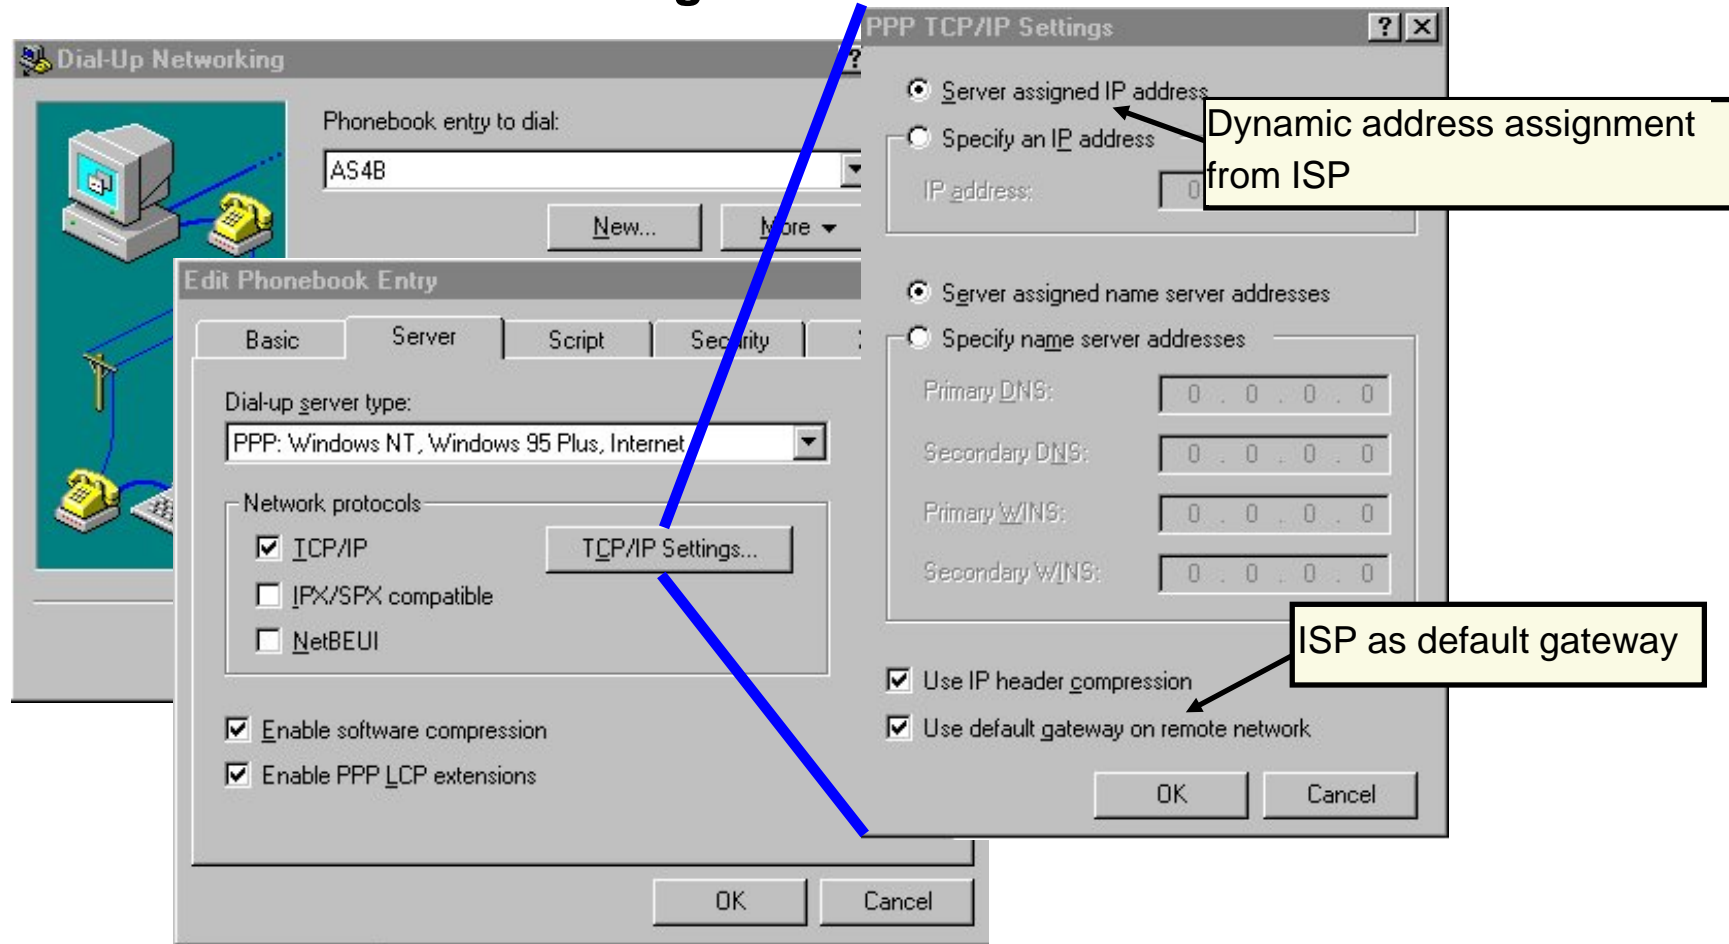 Dial-Up Networking
?
Phonebook entry to dial:
AS4B
New...
More
Edit Phonebook Entry
Basic
Server
Script
Security
Dial-up server type:
PPP: Windows NT, Windows 95 Plus, Internet
Network protocols
TCP/IP
TCP/IP Settings...
IPX/SPX compatible
NetBEUI
Enable software compression
Enable PPP LCP extensions
OK
Cancel
PPP TCP/IP Settings
?
Server assigned IP address
Specify an IP address
IP address:
0
Dynamic address assignment
from ISP
Server assigned name server addresses
Specify name server addresses
Primary DNS:
0 . 0 . 0 . 0
Secondary DNS:
0 . 0 . 0 . 0
Primary WINS:
0 . 0 . 0 . 0
Secondary WINS:
0 . 0 . 0 . 0
ISP as default gateway
Use IP header compression
Use default gateway on remote network
OK
Cancel